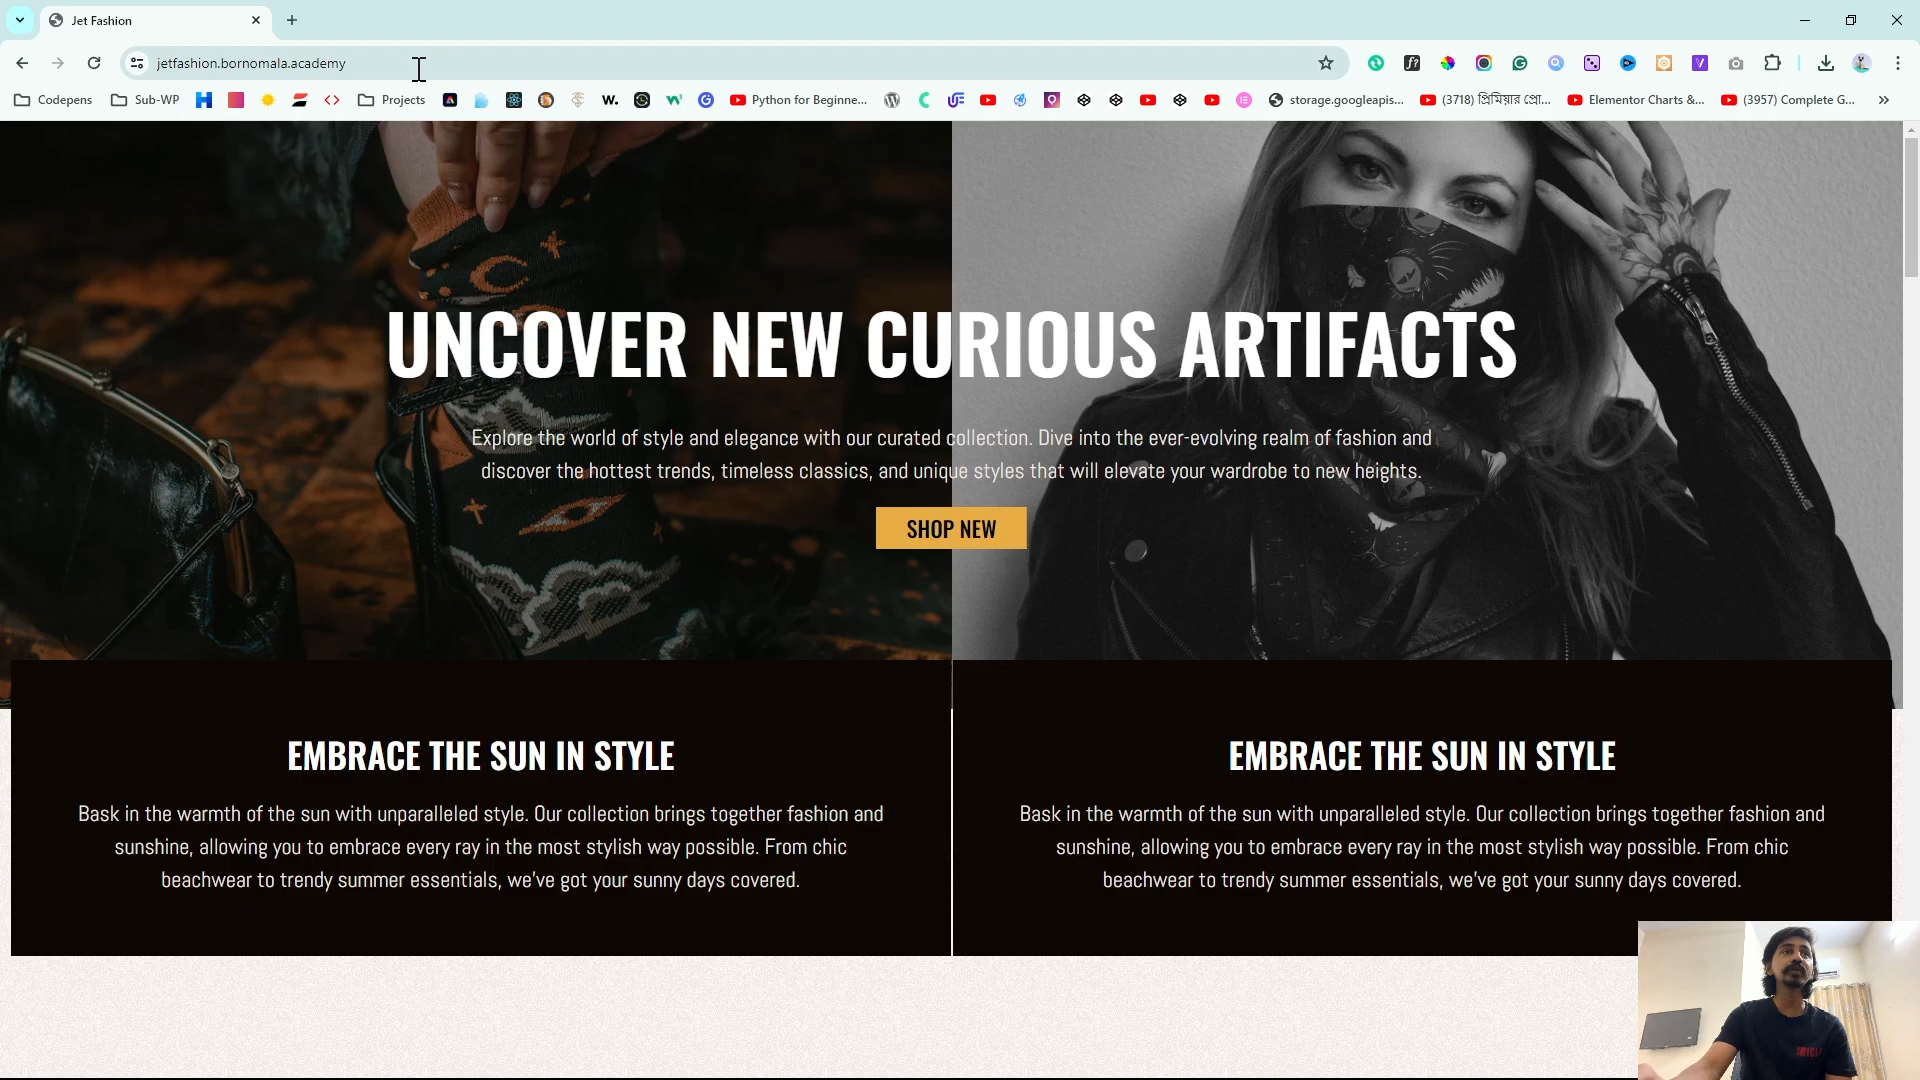 Jet Fashion
jetfashion.bornomala.academy
Codepens
Sub-WP
Projects
w.
Python for Beginne...
storage.googleapis...
(3718) প্রিমিয়ার প্রো...
Elementor Charts &...
(3957) Complete G...
UNCOVER NEW CURIOUS ARTIFACTS
Explore the world of style and elegance with our curated collection. Dive into the ever-evolving realm of fashion and
discover the hottest trends, timeless classics, and unique styles that will elevate your wardrobe to new heights.
SHOP NEW
EMBRACE THE SUN IN STYLE
Bask in the warmth of the sun with unparalleled style. Our collection brings together fashion and
sunshine, allowing you to embrace every ray in the most stylish way possible. From chic
beachwear to trendy summer essentials, we've got your sunny days covered.
EMBRACE THE SUN IN STYLE
Bask in the warmth of the sun with unparalleled style. Our collection brings together fashion and
sunshine, allowing you to embrace every ray in the most stylish way possible. From chic
beachwear to trendy summer essentials, we've got your sunny days covered.